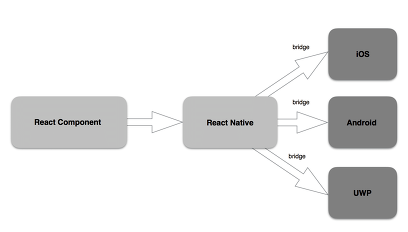 React Component
React Native
bridge
iOS
bridge
Android
bridge
UWP